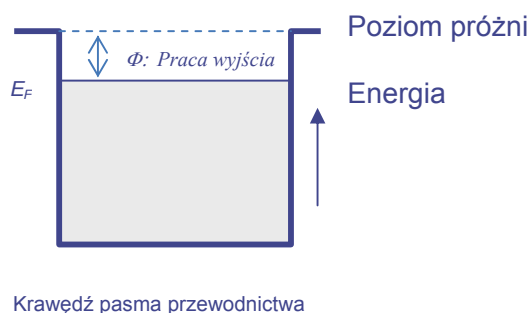 Poziom próżni
Φ: Praca wyjścia
E_F
Energia
Krawędź pasma przewodnictwa